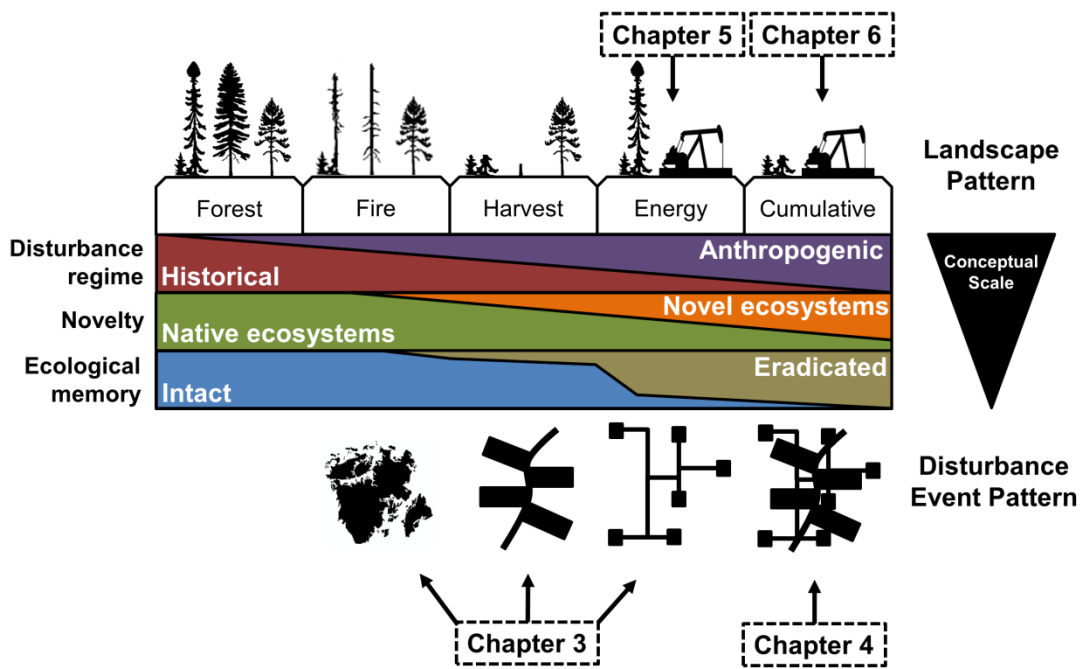 Chapter 5
Chapter 6
Landscape
Pattern
Forest
Fire
Harvest
Energy
Cumulative
Disturbance
regime
Historical
Anthropogenic
Conceptual
Scale
Novelty
Native ecosystems
Novel ecosystems
Ecological
memory
Intact
Eradicated
Disturbance
Event Pattern
Chapter 3
Chapter 4